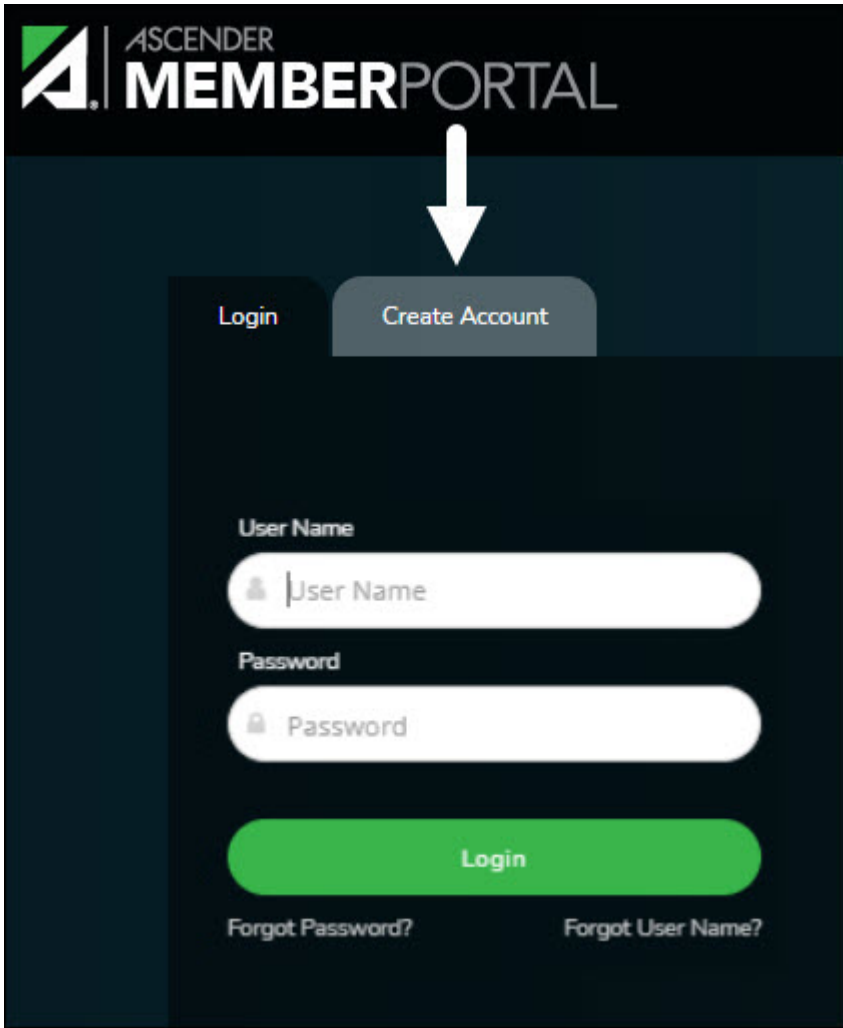 ASCENDER
MEMBERPORTAL
Login Create Account
User Name
User Name
Password
Password
Login
Forgot Password? Forgot User Name?